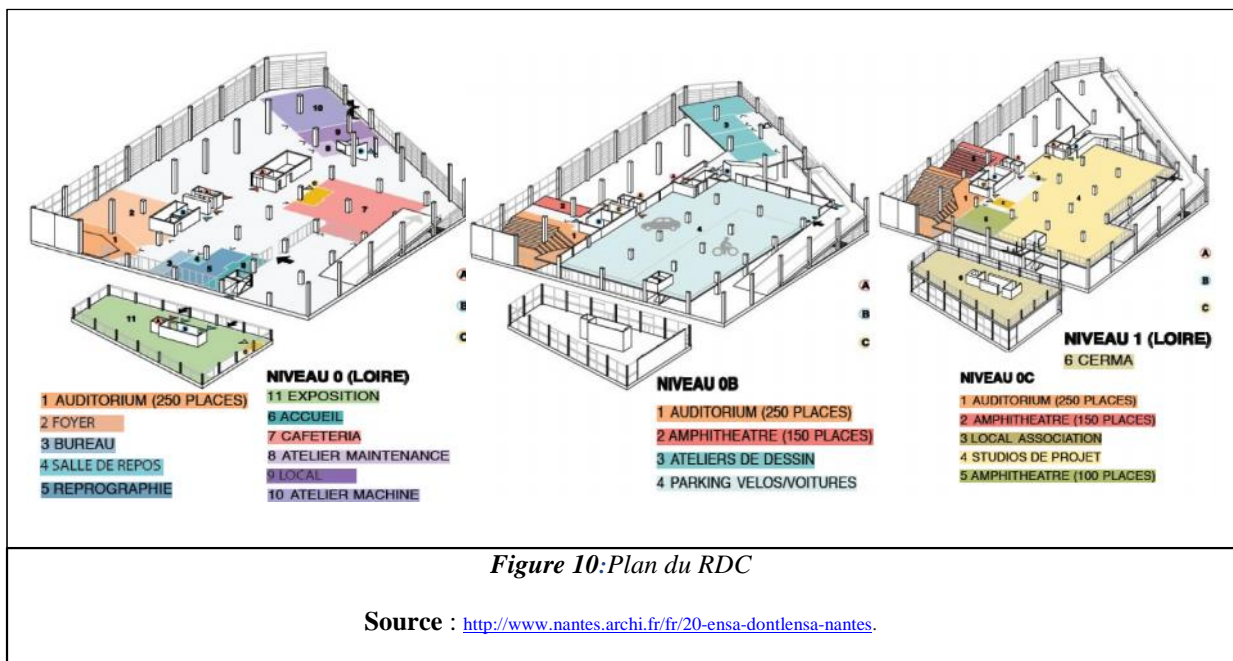 A
B
C
NIVEAU 0 (LOIRE)
1 AUDITORIUM (250 PLACES)
2 FOYER
3 BUREAU
4 SALLE DE REPOS
5 REPROGRAPHIE
11 EXPOSITION
6 ACCUEIL
7 CAFETERIA
8 ATELIER MAINTENANCE
9 LOCAL
10 ATELIER MACHINE
A
B
C
NIVEAU 0B
1 AUDITORIUM (250 PLACES)
2 AMPHITHEATRE (150 PLACES)
3 ATELIERS DE DESSIN
4 PARKING VELOS/VOITURES
A
B
C
NIVEAU 1 (LOIRE)
6 CERMA
NIVEAU 0C
1 AUDITORIUM (250 PLACES)
2 AMPHITHEATRE (150 PLACES)
3 LOCAL ASSOCIATION
4 STUDIOS DE PROJET
5 AMPHITHEATRE (100 PLACES)
Figure 10:Plan du RDC
Source : http://www.nantes.archi.fr/fr/20-ensa-dontlensa-nantes.